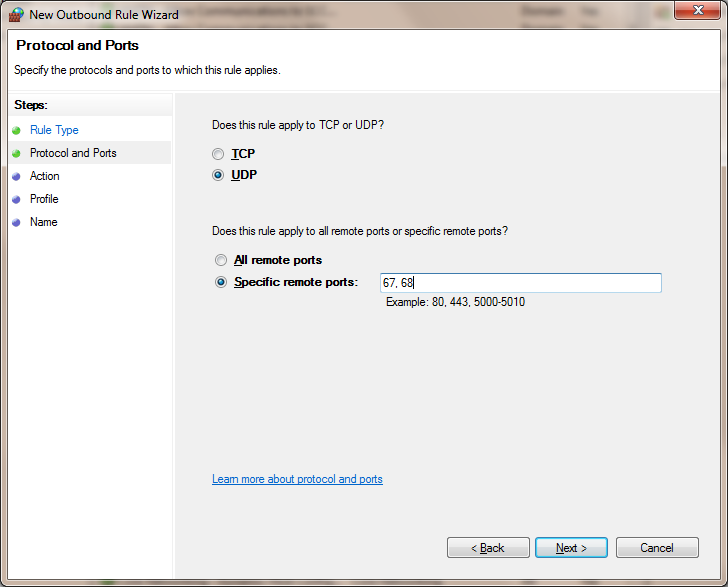 New Outbound Rule Wizard
Protocol and Ports
Specify the protocols and ports to which this rule applies.
Steps:
Rule Type
Protocol and Ports
Action
Profile
Name
Does this rule apply to TCP or UDP?
TCP
UDP
Does this rule apply to all remote ports or specific remote ports?
All remote ports
Specific remote ports: 67, 68
Example: 80, 443, 5000-5010
Learn more about protocol and ports
< Back Next > Cancel